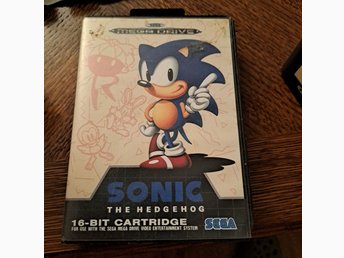 MEGA DRIVE
SONIC
THE HEDGEHOG
16-BIT CARTRIDGE
FOR USE WITH THE SEGA MEGA DRIVE VIDEO ENTERTAINMENT SYSTEM
SEGA